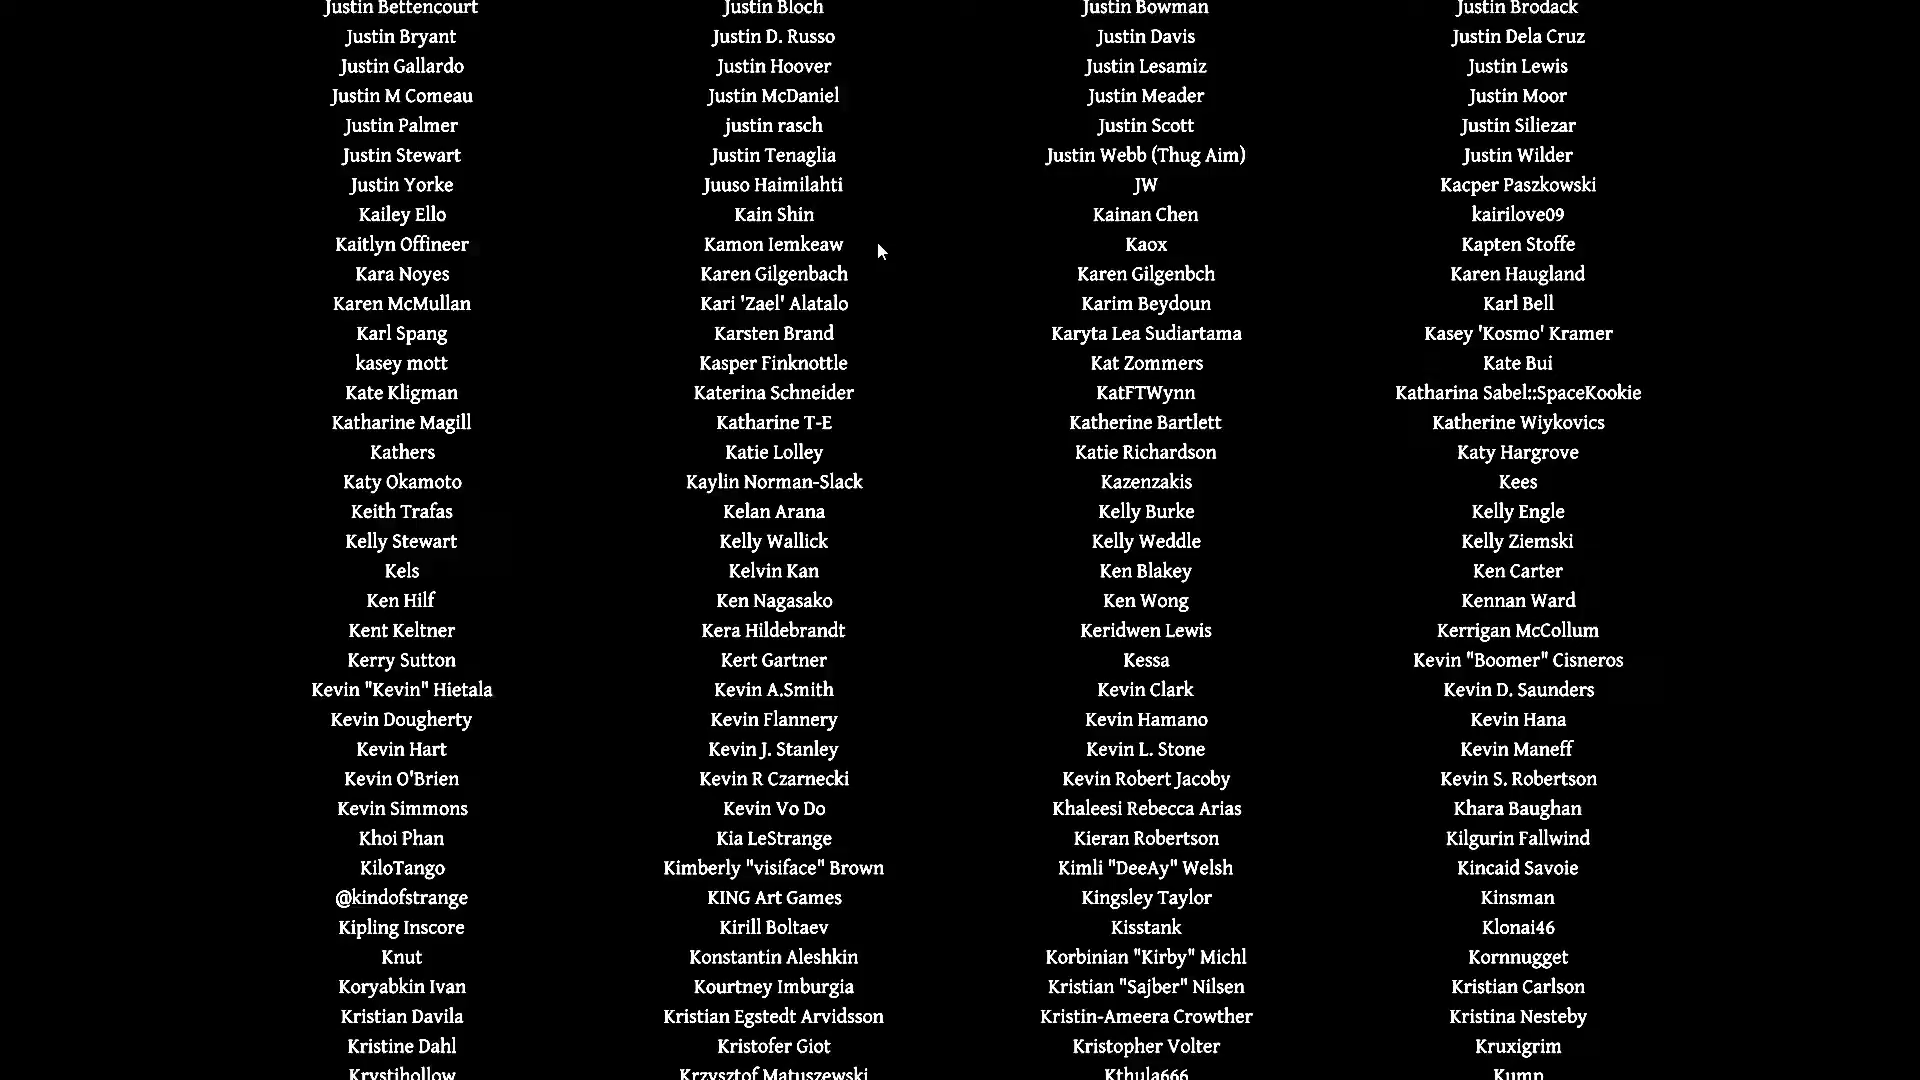 Justin Bettencourt Justin Bloch Justin Bowman Justin Brodack
Justin Bryant Justin D. Russo Justin Davis Justin Dela Cruz
Justin Gallardo Justin Hoover Justin Lesamiz Justin Lewis
Justin M Comeau Justin McDaniel Justin Meader Justin Moor
Justin Palmer justin rasch Justin Scott Justin Siliezar
Justin Stewart Justin Tenaglia Justin Webb (Thug Aim) Justin Wilder
Justin Yorke Juuso Haimilahti JW Kacper Paszkowski
Kailey Ello Kain Shin Kainan Chen kairilove09
Kaitlyn Offineer Kamon Iemkeaw Kaox Kapten Stoffe
Kara Noyes Karen Gilgenbach Karen Gilgenbch Karen Haugland
Karen McMullan Kari 'Zael' Alatalo Karim Beydoun Karl Bell
Karl Spang Karsten Brand Karyta Lea Sudiartama Kasey 'Kosmo' Kramer
kasey mott Kasper Finknottle Kat Zommers Kate Bui
Kate Kligman Katerina Schneider KatFTWynn Katharina Sabel::SpaceKookie
Katharine Magill Katharine T-E Katherine Bartlett Katherine Wiykovics
Kathers Katie Lolley Katie Richardson Katy Hargrove
Katy Okamoto Kaylin Norman-Slack Kazenzakis Kees
Keith Trafas Kelan Arana Kelly Burke Kelly Engle
Kelly Stewart Kelly Wallick Kelly Weddle Kelly Ziemski
Kels Kelvin Kan Ken Blakey Ken Carter
Ken Hilf Ken Nagasako Ken Wong Kennan Ward
Kent Keltner Kera Hildebrandt Keridwen Lewis Kerrigan McCollum
Kerry Sutton Kert Gartner Kessa Kevin "Boomer" Cisneros
Kevin "Kevin" Hietala Kevin A.Smith Kevin Clark Kevin D. Saunders
Kevin Dougherty Kevin Flannery Kevin Hamano Kevin Hana
Kevin Hart Kevin J. Stanley Kevin L. Stone Kevin Maneff
Kevin O'Brien Kevin R Czarnecki Kevin Robert Jacoby Kevin S. Robertson
Kevin Simmons Kevin Vo Do Khaleesi Rebecca Arias Khara Baughan
Khoi Phan Kia LeStrange Kieran Robertson Kilgurin Fallwind
KiloTango Kimberly "visiface" Brown Kimli "DeeAy" Welsh Kincaid Savoie
@kindofstrange KING Art Games Kingsley Taylor Kinsman
Kipling Inscore Kirill Boltaev Kisstank Klonai46
Knut Konstantin Aleshkin Korbinian "Kirby" Michl Kornnugget
Koryabkin Ivan Kourtney Imburgia Kristian "Sajber" Nilsen Kristian Carlson
Kristian Davila Kristian Egstedt Arvidsson Kristin-Ameera Crowther Kristina Nesteby
Kristine Dahl Kristofer Giot Kristopher Volter Kruxigrim
Krystihollow Krzysztof Matuszewski Kthula666 Kump